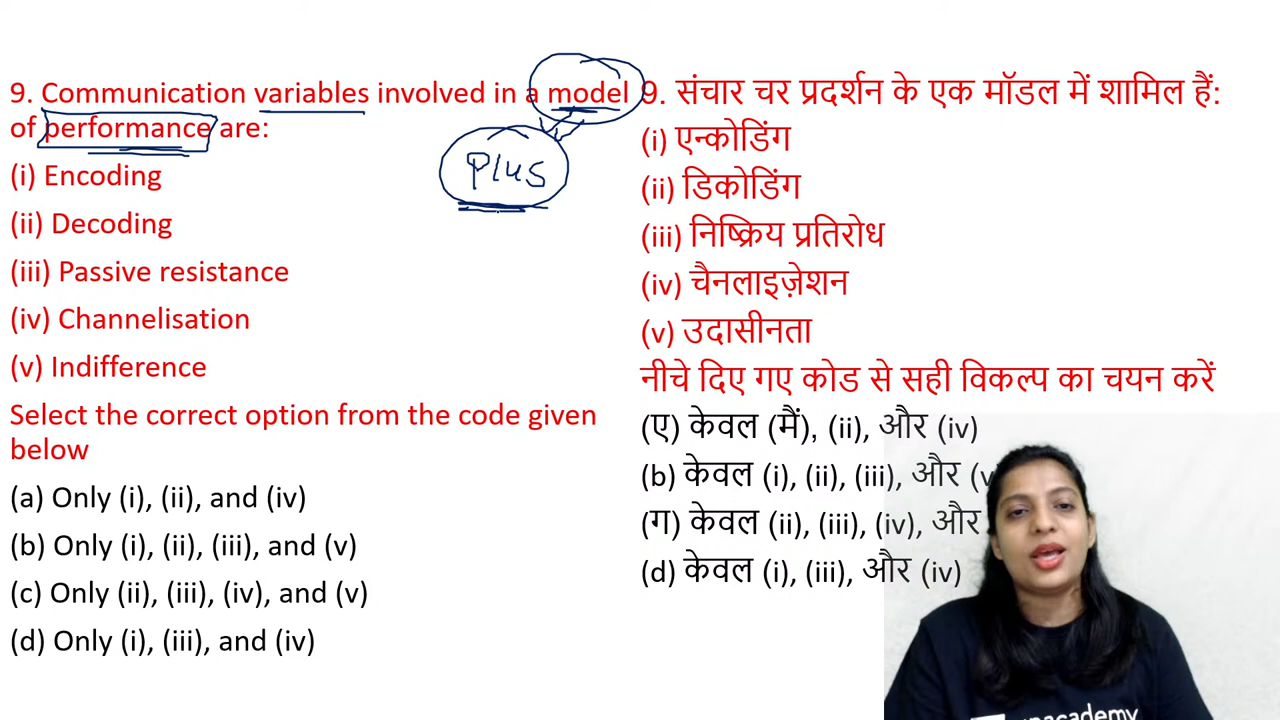 9. Communication variables involved in a model
of performance are:
Plus
(i) Encoding
(ii) Decoding
(iii) Passive resistance
(iv) Channelisation
(v) Indifference
Select the correct option from the code given
below
(a) Only (i), (ii), and (iv)
(b) Only (i), (ii), (iii), and (v)
(c) Only (ii), (iii), (iv), and (v)
(d) Only (i), (iii), and (iv)
9. संचार चर प्रदर्शन के एक मॉडल में शामिल हैं:
(i) एन्कोडिंग
(ii) डिकोडिंग
(iii) निष्क्रिय प्रतिरोध
(iv) चैनलाइज़ेशन
(v) उदासीनता
नीचे दिए गए कोड से सही विकल्प का चयन करें
(ए) केवल (मैं), (ii), और (iv)
(b) केवल (i), (ii), (iii), और (v
(ग) केवल (ii), (iii), (iv), और
(d) केवल (i), (iii), और (iv)